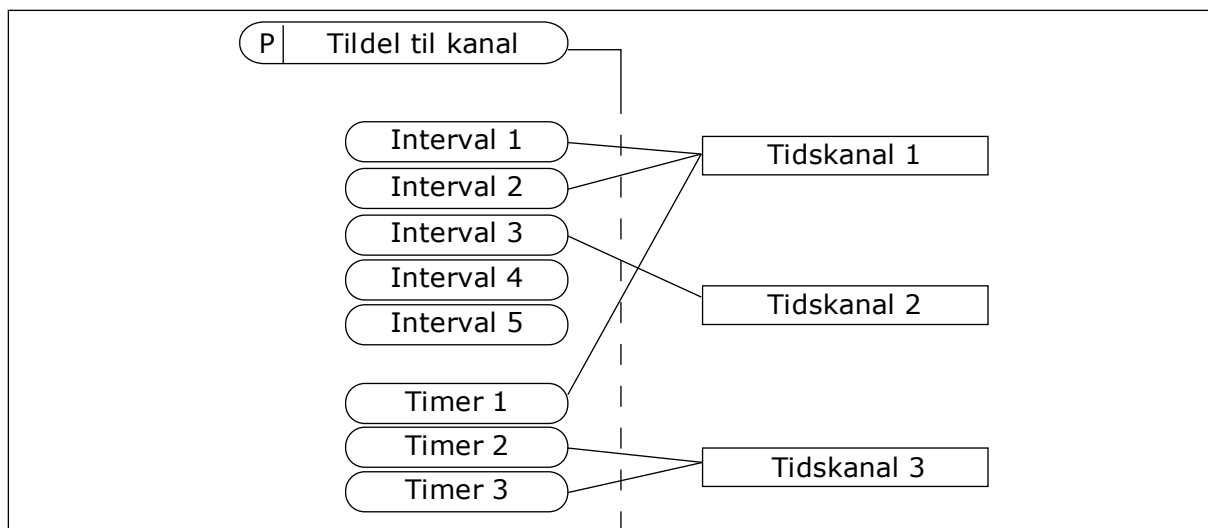 P Tildel til kanal
Interval 1
Tidskanal 1
Interval 2
Interval 3
Interval 4
Tidskanal 2
Interval 5
Timer 1
Timer 2
Tidskanal 3
Timer 3